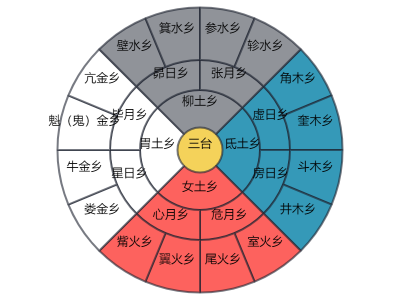 箕水乡 参水乡
壁水乡 轸水乡
昴日乡 张月乡
亢金乡 角木乡
柳土乡
魁（鬼）金乡 毕月乡 虚日乡 奎木乡
胃土乡 三台 氐土乡
牛金乡 星日乡 房日乡 斗木乡
女土乡
娄金乡 心月乡 危月乡 井木乡
觜火乡 室火乡
翼火乡 尾火乡